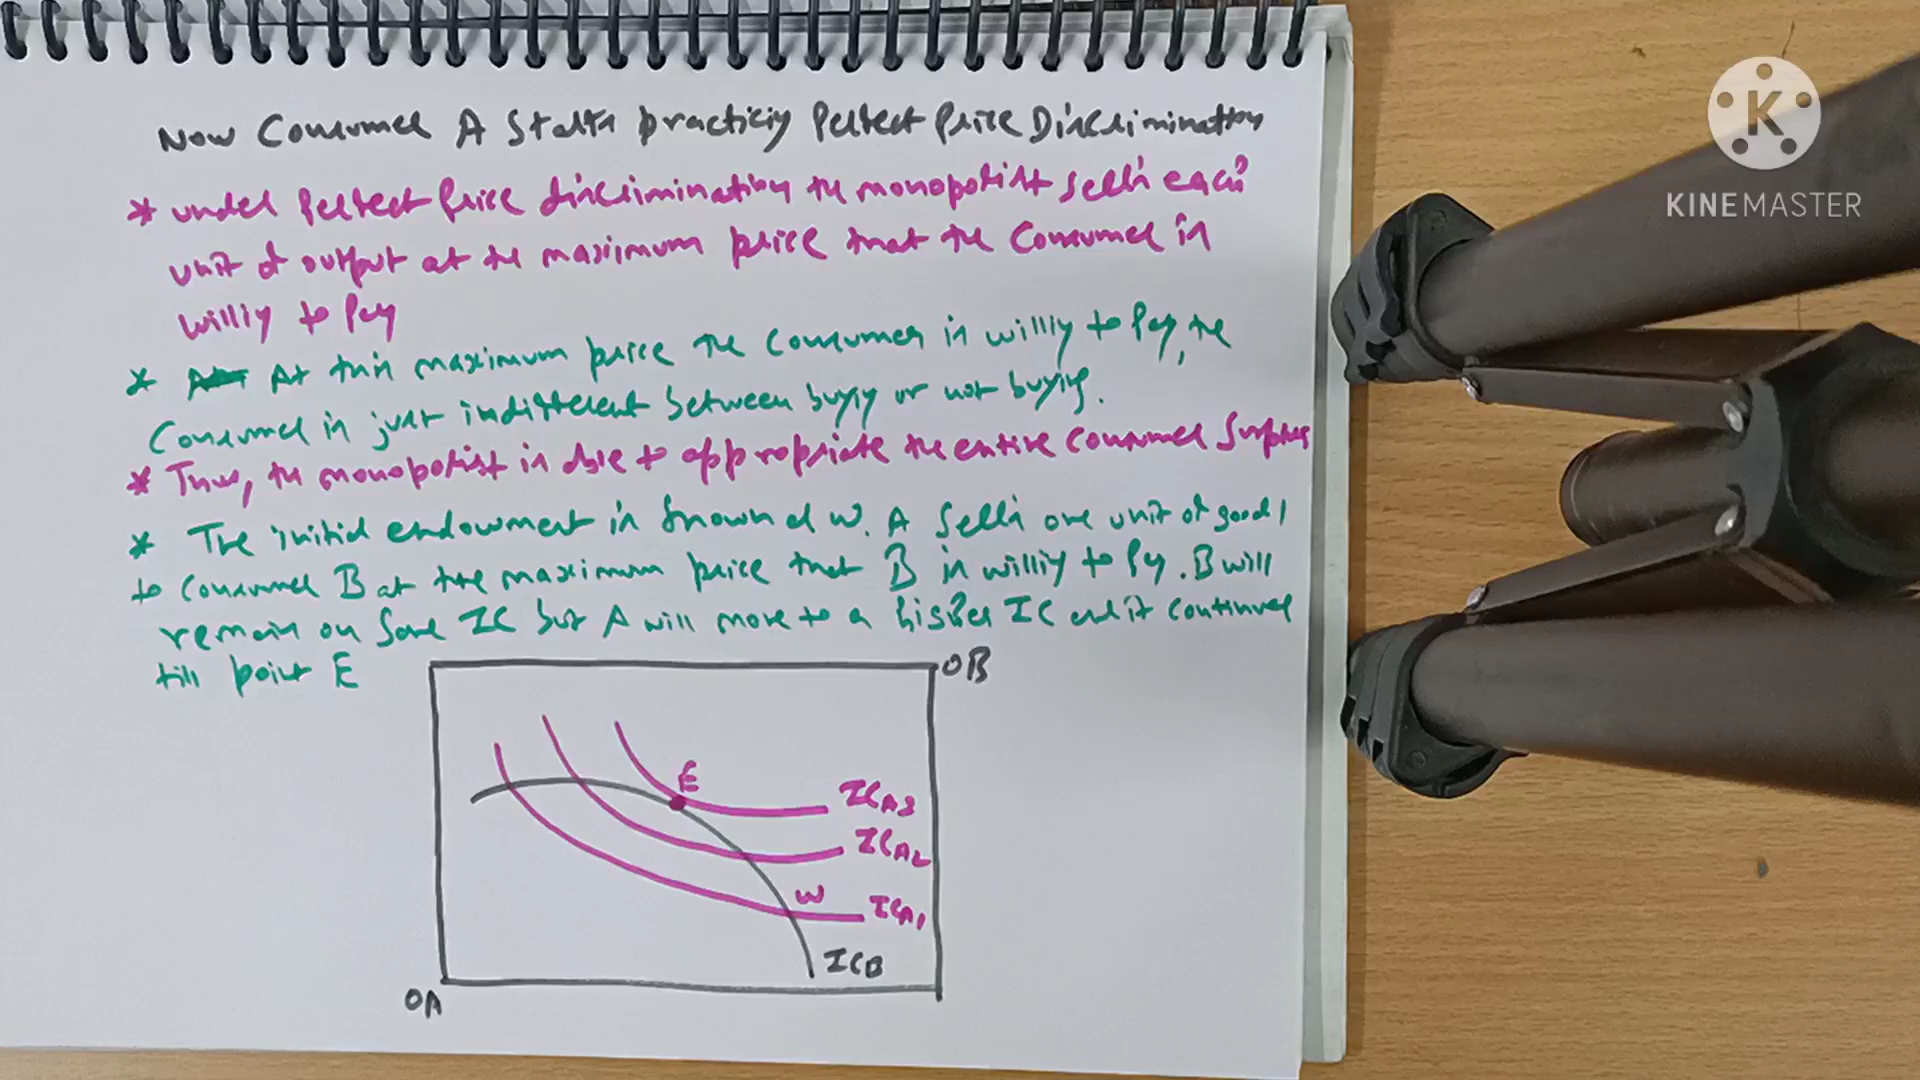 Now Consumer A Starts practicing Perfect Price Discrimination
* under Perfect Price discrimination the monopolist sells each
unit of output at the maximum price that the Consumer is
willing to Pay
* At this maximum price the Consumer is willing to Pay, the
Consumer is just indifferent between buying or not buying.
* Thus, the monopolist is able to appropriate the entire Consumer Surplus
* The initial endowment is known at W. A Sells one unit of good 1
to consumer B at the maximum price that B is willing to Pay. B will
remain on Same IC but A will move to a higher IC and it continues
till point E
OB
E
ICA3
ICA2
W
ICA1
ICB
OA
K
KINEMASTER